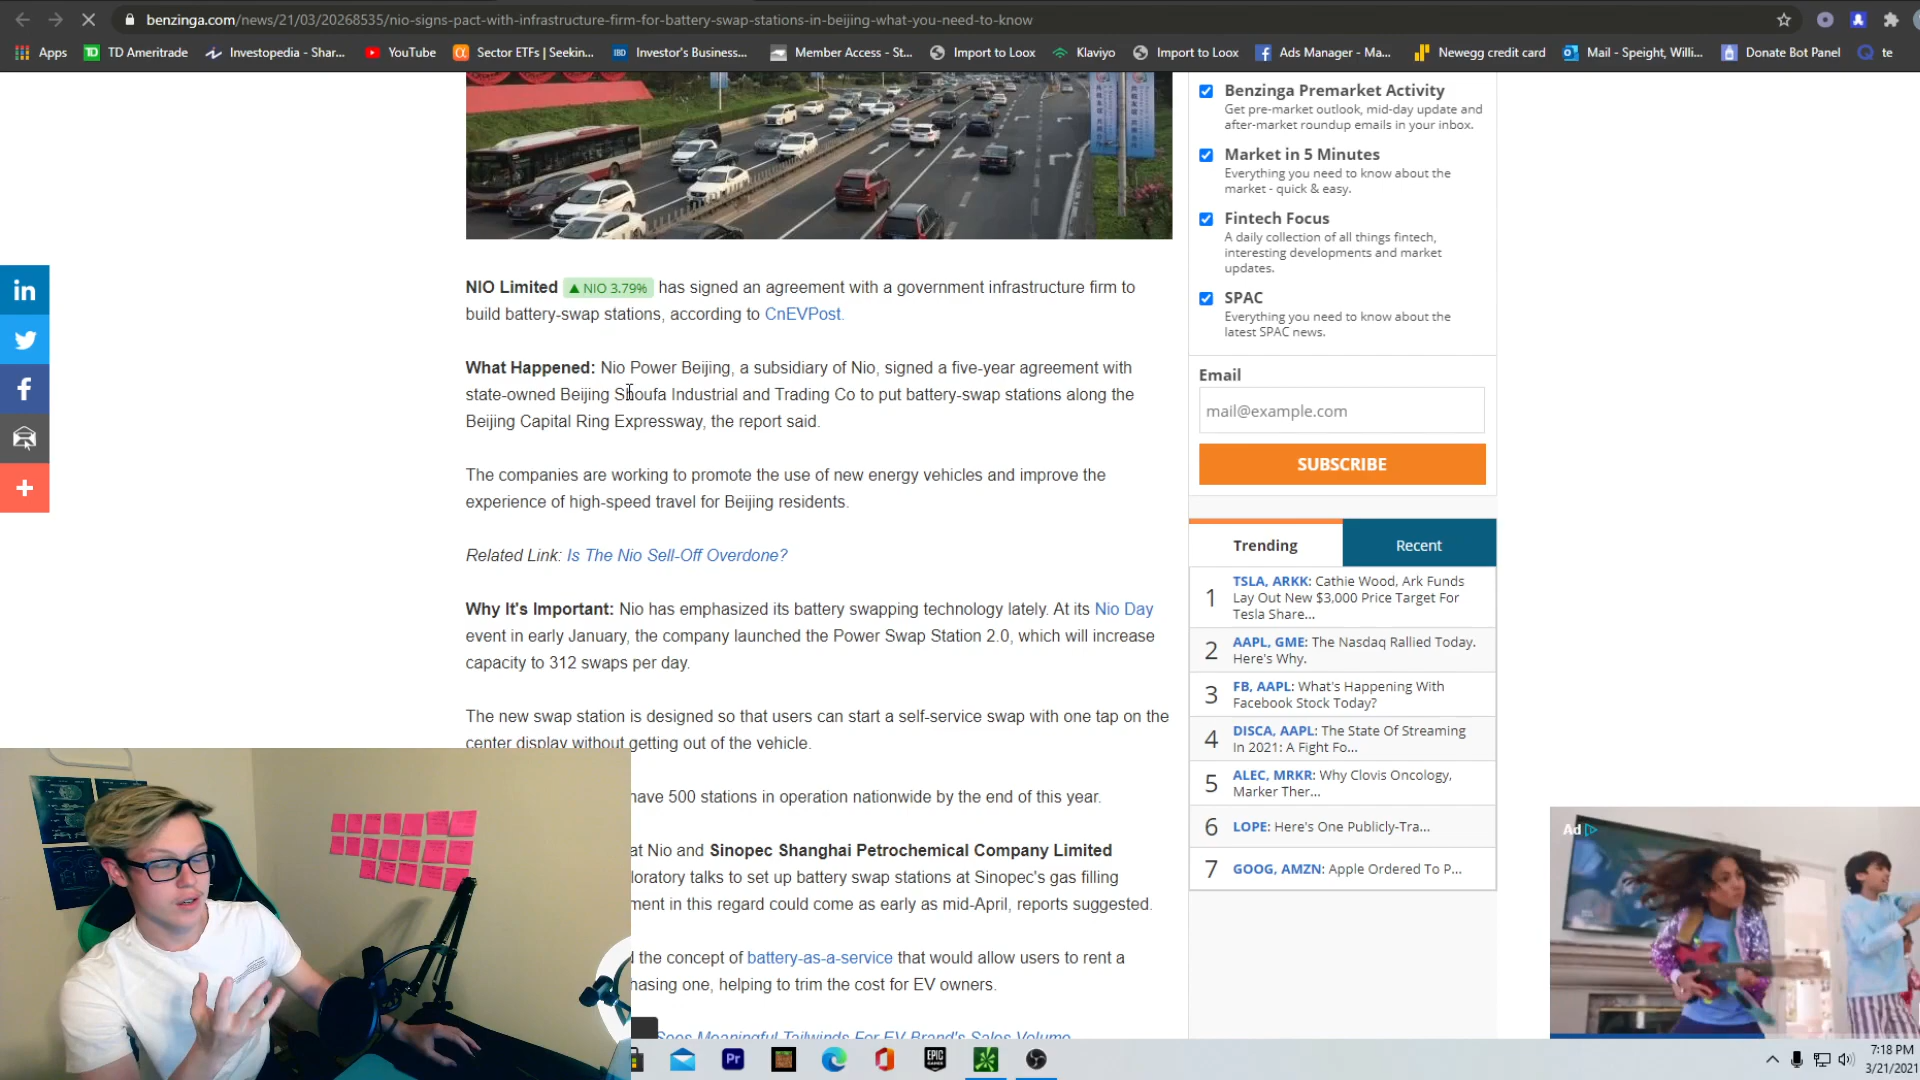 benzinga.com/news/21/03/20268535/nio-signs-pact-with-infrastructure-firm-for-battery-swap-stations-in-beijing-what-you-need-to-know
Apps TD Ameritrade Investopedia - Shar... YouTube Sector ETFs | Seekin... Investor's Business... Member Access - St... Import to Loox Klaviyo Import to Loox Ads Manager - Ma... Newegg credit card Mail - Speight, Willi... Donate Bot Panel te
NIO Limited ▲ NIO 3.79% has signed an agreement with a government infrastructure firm to
build battery-swap stations, according to CnEVPost.
What Happened: Nio Power Beijing, a subsidiary of Nio, signed a five-year agreement with
state-owned Beijing Shoufa Industrial and Trading Co to put battery-swap stations along the
Beijing Capital Ring Expressway, the report said.
The companies are working to promote the use of new energy vehicles and improve the
experience of high-speed travel for Beijing residents.
Related Link: Is The Nio Sell-Off Overdone?
Why It's Important: Nio has emphasized its battery swapping technology lately. At its Nio Day
event in early January, the company launched the Power Swap Station 2.0, which will increase
capacity to 312 swaps per day.
The new swap station is designed so that users can start a self-service swap with one tap on the
center display without getting out of the vehicle.
have 500 stations in operation nationwide by the end of this year.
at Nio and Sinopec Shanghai Petrochemical Company Limited
loratory talks to set up battery swap stations at Sinopec's gas filling
ment in this regard could come as early as mid-April, reports suggested.
the concept of battery-as-a-service that would allow users to rent a
hasing one, helping to trim the cost for EV owners.
Sees Meaningful Tailwinds For EV Brand's Sales Volume
Benzinga Premarket Activity
Get pre-market outlook, mid-day update and
after-market roundup emails in your inbox.
Market in 5 Minutes
Everything you need to know about the
market - quick & easy.
Fintech Focus
A daily collection of all things fintech,
interesting developments and market
updates.
SPAC
Everything you need to know about the
latest SPAC news.
Email
mail@example.com
SUBSCRIBE
Trending Recent
1 TSLA, ARKK: Cathie Wood, Ark Funds
Lay Out New $3,000 Price Target For
Tesla Share...
2 AAPL, GME: The Nasdaq Rallied Today.
Here's Why.
3 FB, AAPL: What's Happening With
Facebook Stock Today?
4 DISCA, AAPL: The State Of Streaming
In 2021: A Fight Fo...
5 ALEC, MRKR: Why Clovis Oncology,
Marker Ther...
6 LOPE: Here's One Publicly-Tra...
7 GOOG, AMZN: Apple Ordered To P...
Ad
in
f
Pr
EPIC
7:18 PM
3/21/2021